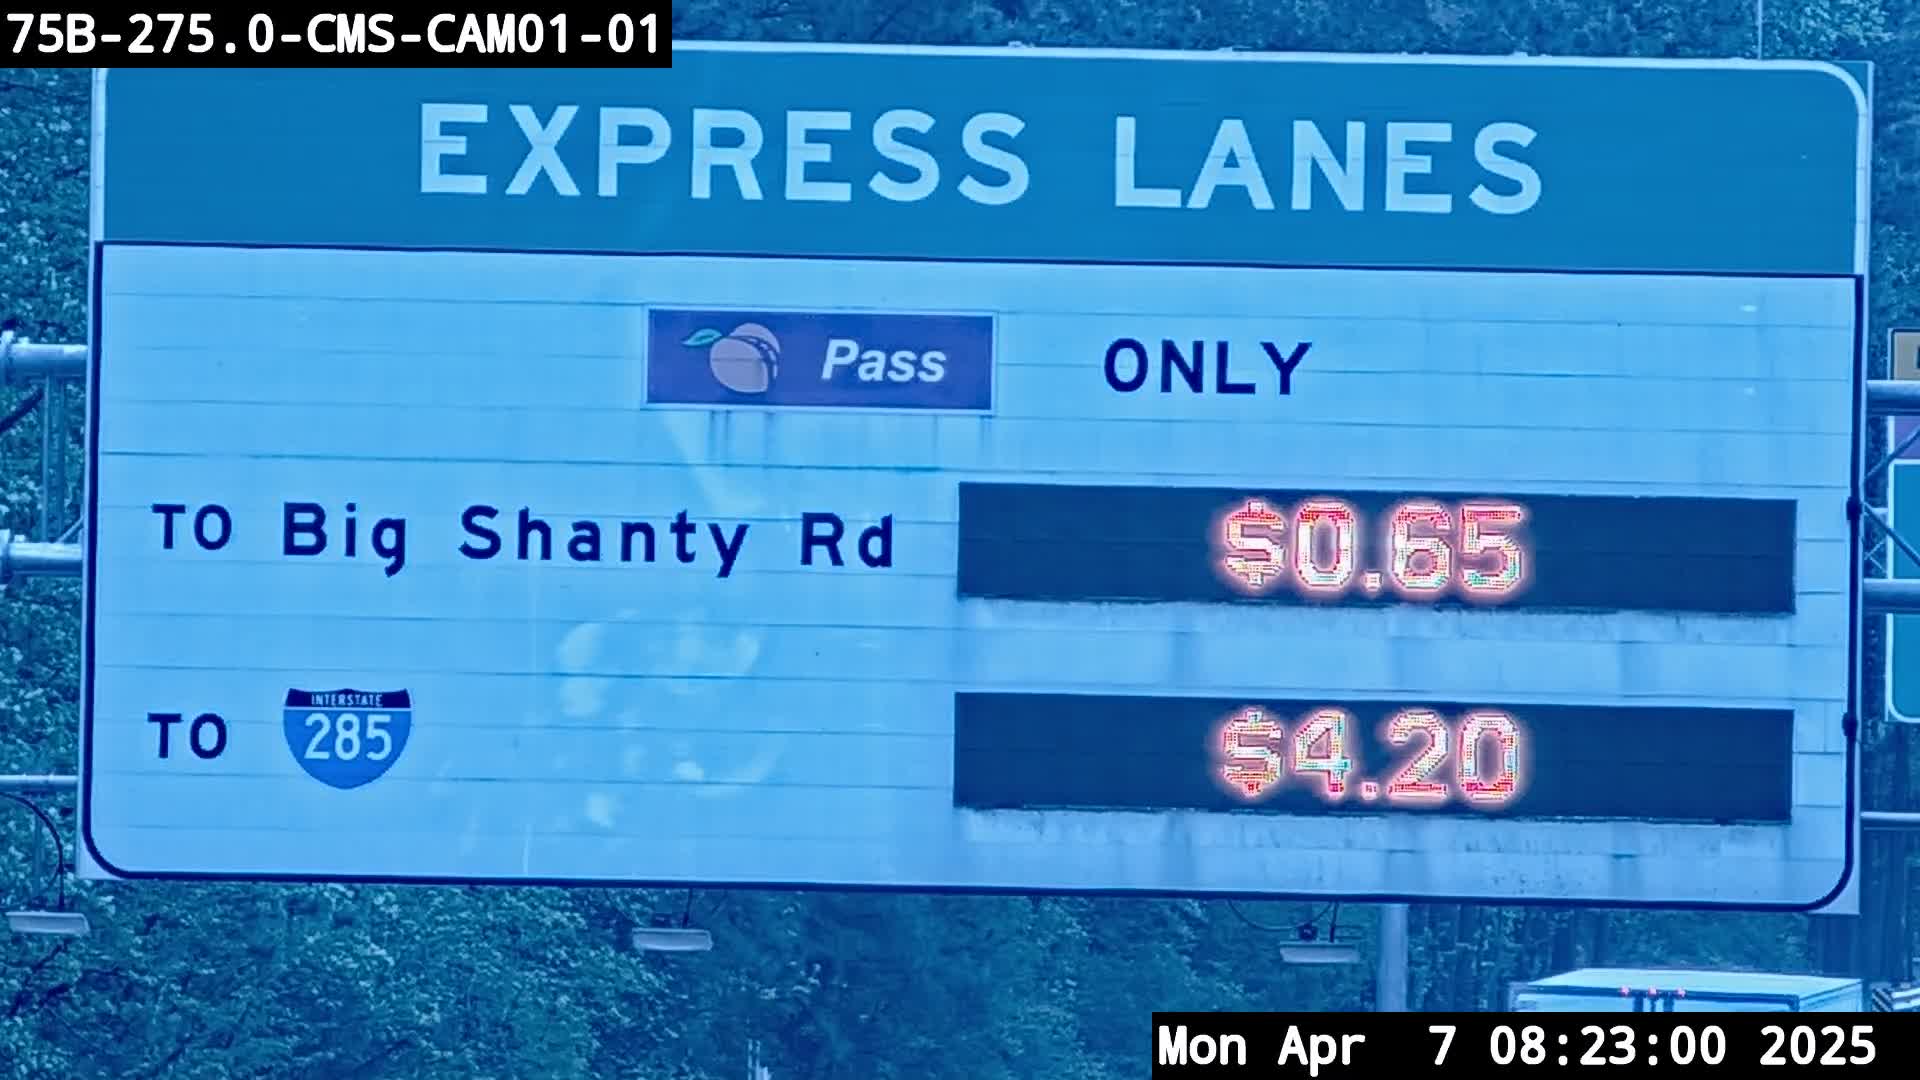 75B-275.0-CMS-CAM01-01
EXPRESS LANES
Pass ONLY
TO Big Shanty Rd $0.65
TO INTERSTATE 285 $4.20
Mon Apr 7 08:23:00 2025